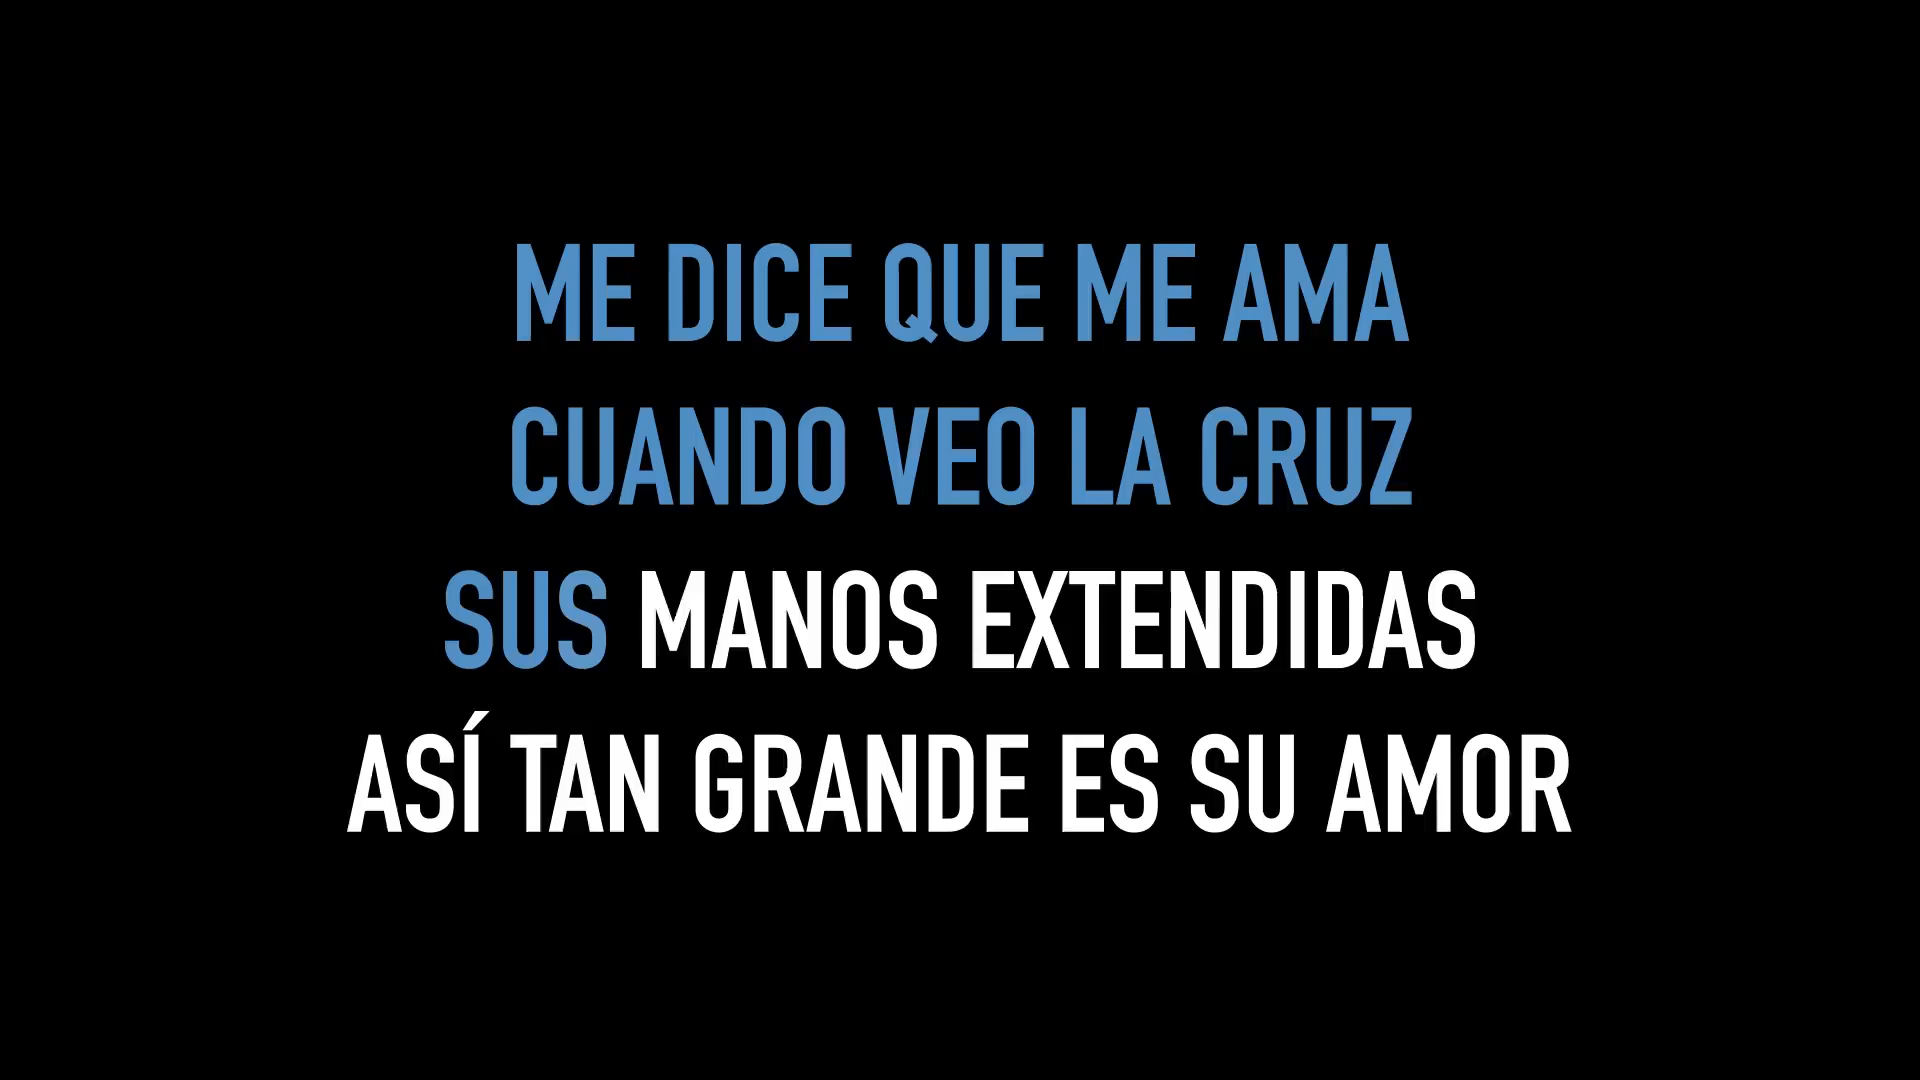 ME DICE QUE ME AMA
CUANDO VEO LA CRUZ
SUS MANOS EXTENDIDAS
ASÍ TAN GRANDE ES SU AMOR